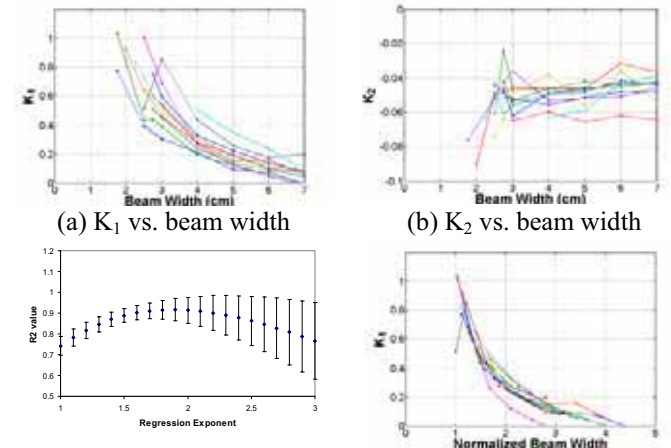 1
0.8
0.6
0.4
0.2
0
K₁
0 1 2 3 4 5 6 7
Beam Width (cm)
(a) K₁ vs. beam width
0
-0.02
-0.04
-0.06
-0.08
-0.1
K₂
0 1 2 3 4 5 6 7
Beam Width (cm)
(b) K₂ vs. beam width
1.2
1.1
1
0.9
0.8
0.7
0.6
0.5
R2 value
1 1.5 2 2.5 3
Regression Exponent
1
0.8
0.6
0.4
0.2
0
K₁
0 1 2 3 4 5
Normalized Beam Width